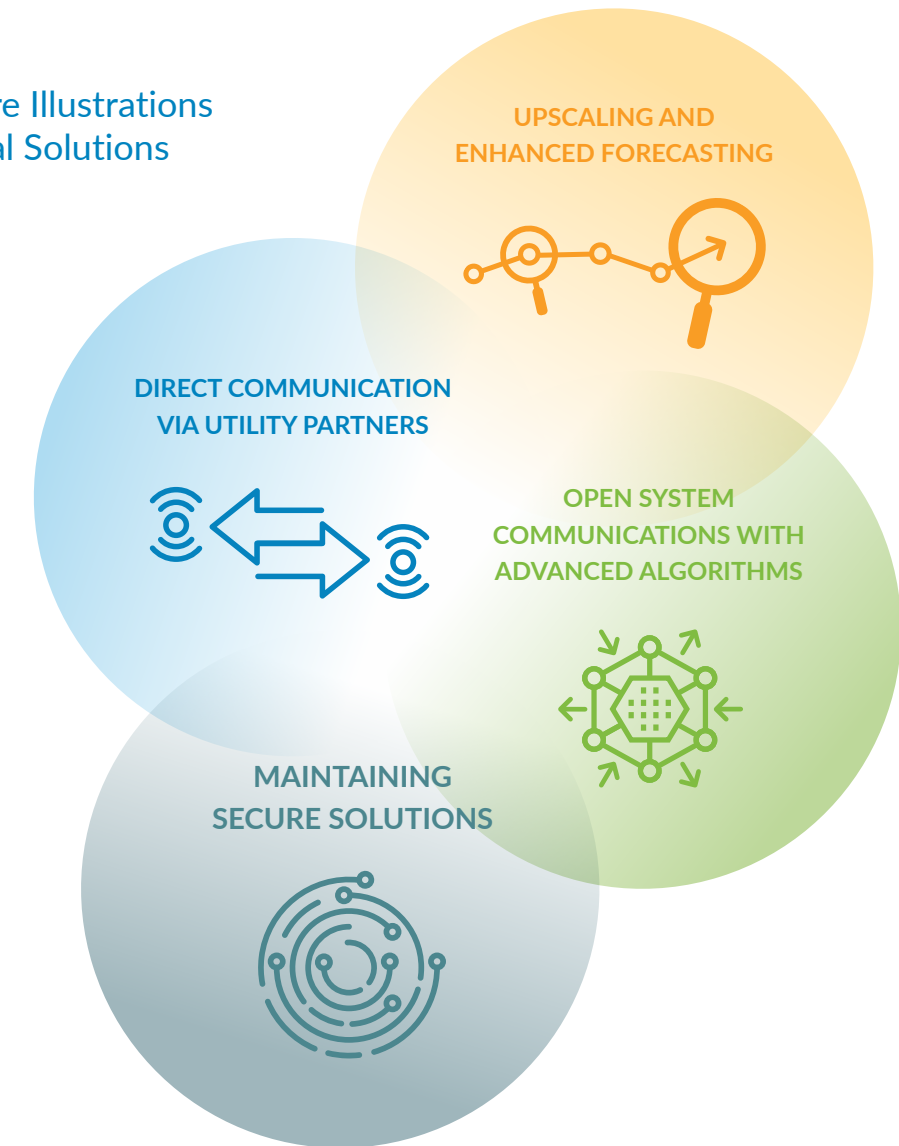 re Illustrations
al Solutions
UPSCALING AND
ENHANCED FORECASTING
DIRECT COMMUNICATION
VIA UTILITY PARTNERS
OPEN SYSTEM
COMMUNICATIONS WITH
ADVANCED ALGORITHMS
MAINTAINING
SECURE SOLUTIONS